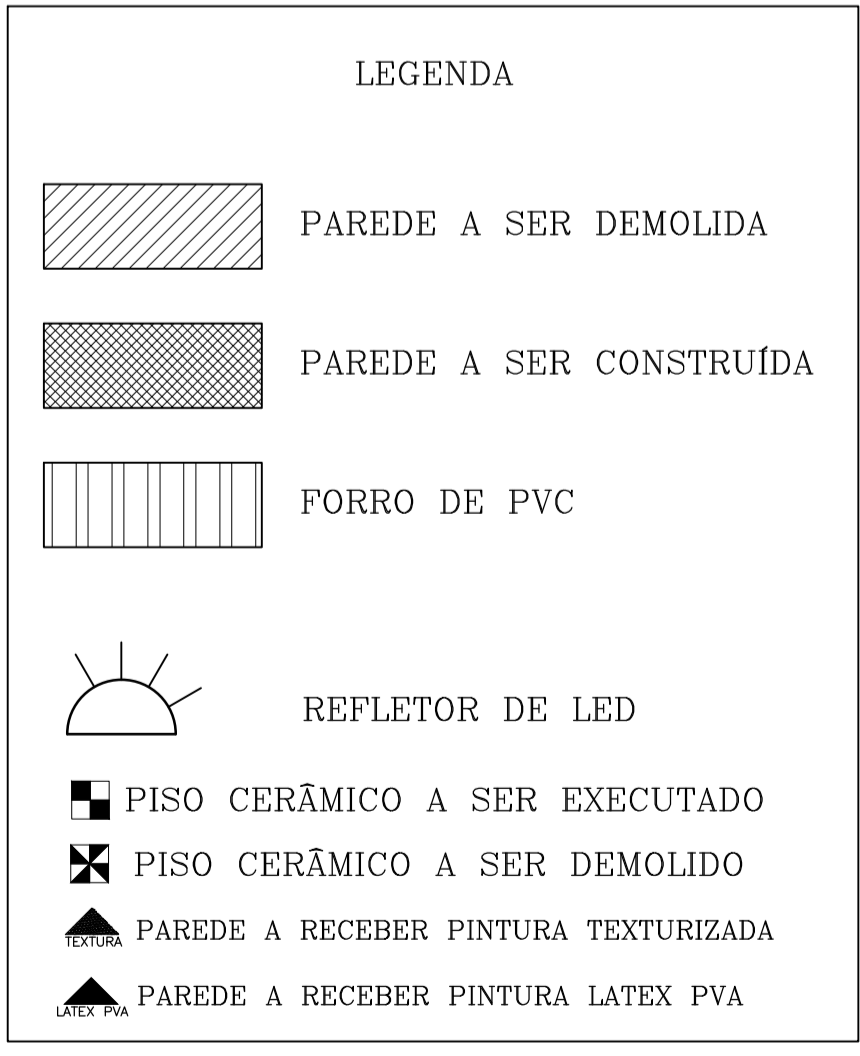 LEGENDA
PAREDE A SER DEMOLIDA
PAREDE A SER CONSTRUÍDA
FORRO DE PVC
REFLETOR DE LED
PISO CERÂMICO A SER EXECUTADO
PISO CERÂMICO A SER DEMOLIDO
TEXTURA PAREDE A RECEBER PINTURA TEXTURIZADA
LATEX PVA PAREDE A RECEBER PINTURA LATEX PVA